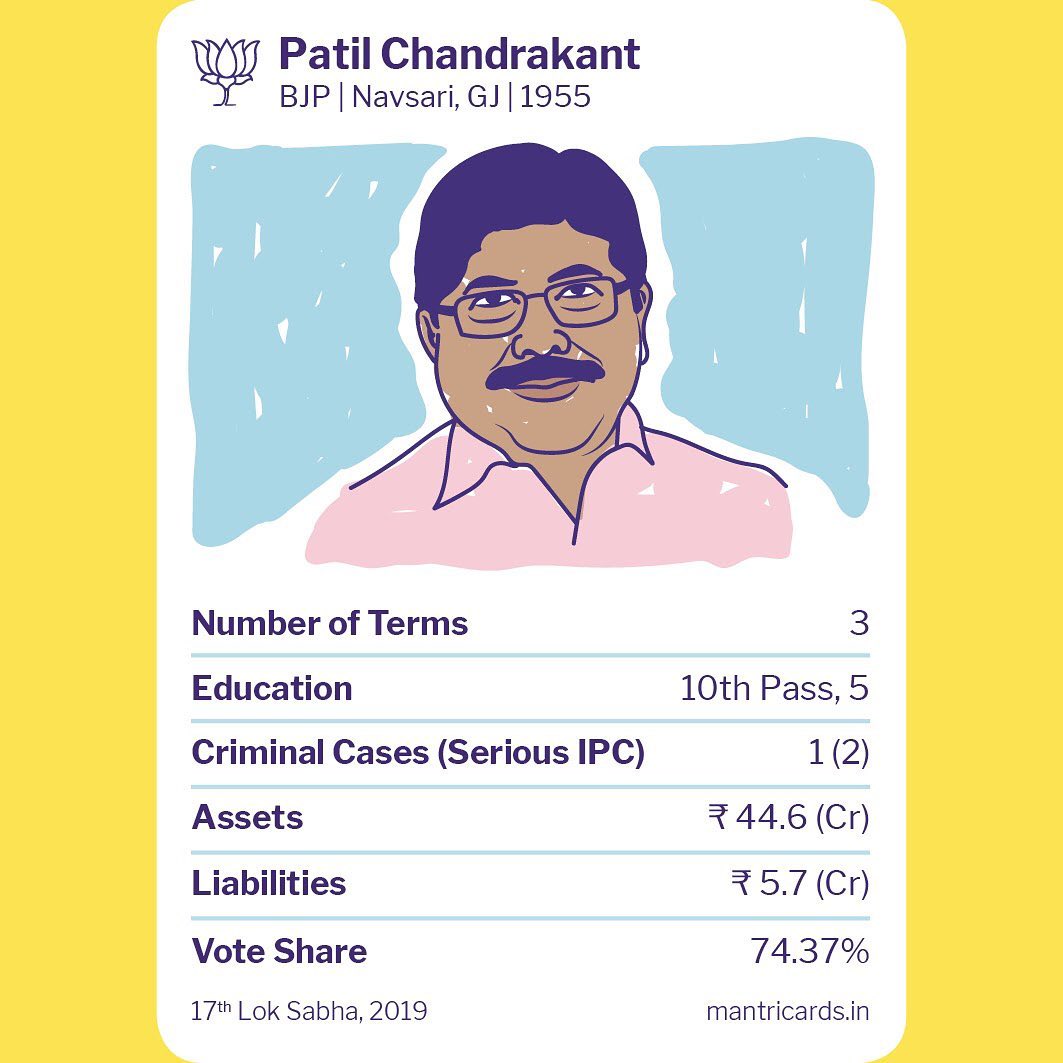 Patil Chandrakant
BJP | Navsari, GJ | 1955
Number of Terms 3
Education 10th Pass, 5
Criminal Cases (Serious IPC) 1 (2)
Assets ₹ 44.6 (Cr)
Liabilities ₹ 5.7 (Cr)
Vote Share 74.37%
17th Lok Sabha, 2019 mantricards.in